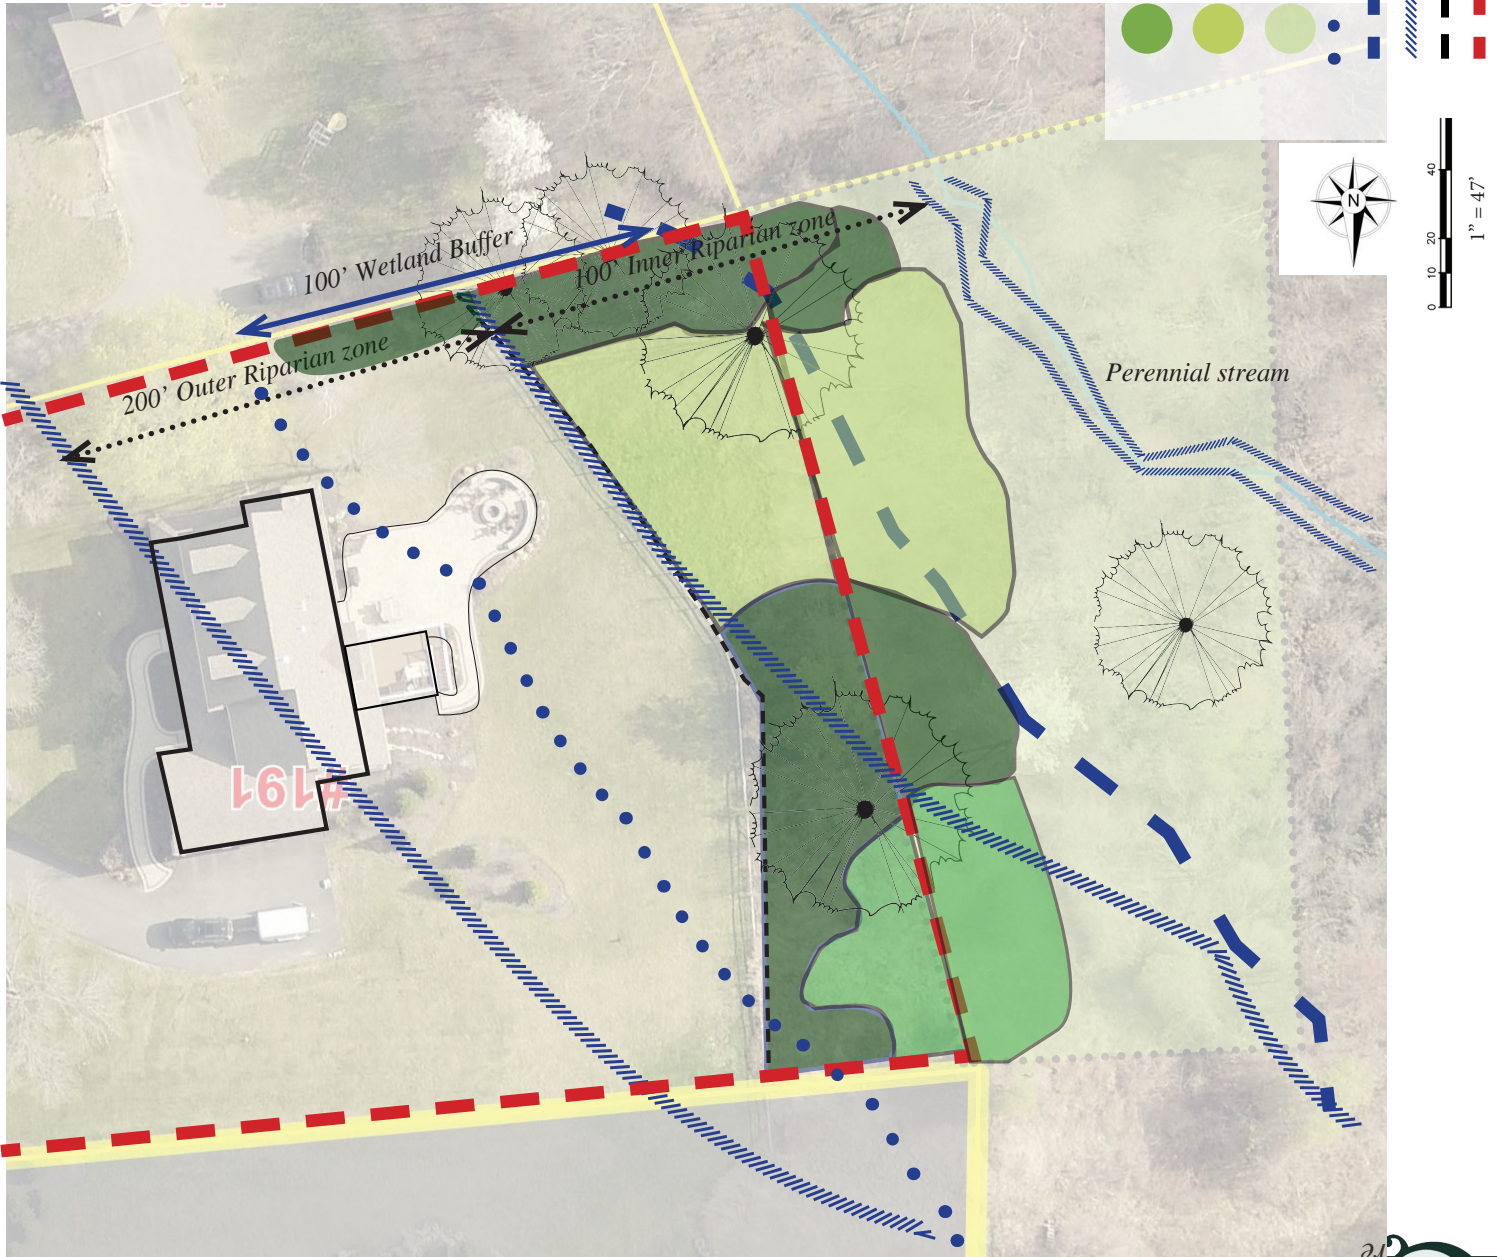 N
40
20
10
0
1" = 47'
100' Wetland Buffer
100' Inner Riparian zone
200' Outer Riparian zone
Perennial stream
#191